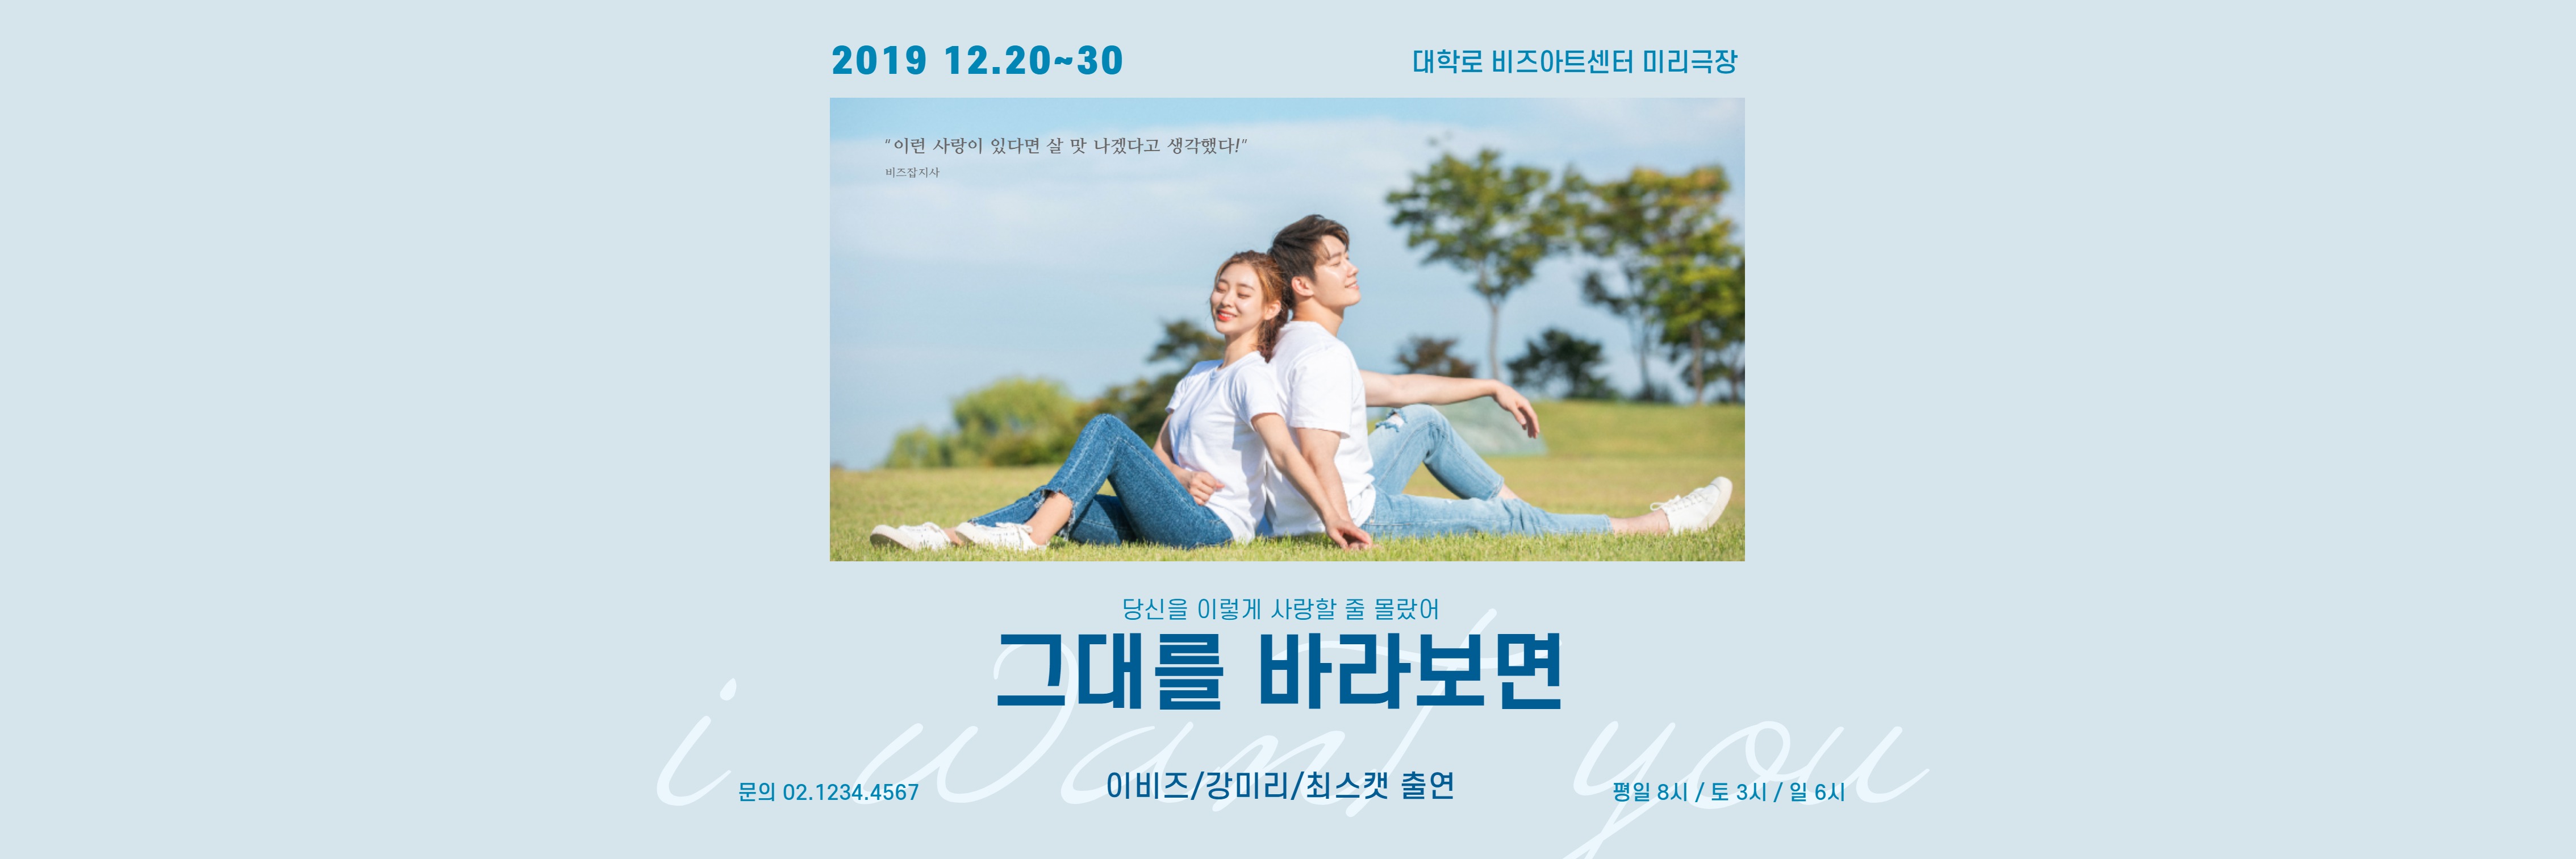 2019 12.20~30
대학로 비즈아트센터 미리극장
"이런 사랑이 있다면 살 맛 나겠다고 생각했다!"
비즈잡지사
당신을 이렇게 사랑할 줄 몰랐어
그대를 바라보면
i want you
문의 02.1234.4567
이비즈/강미리/최스캣 출연
평일 8시 / 토 3시 / 일 6시